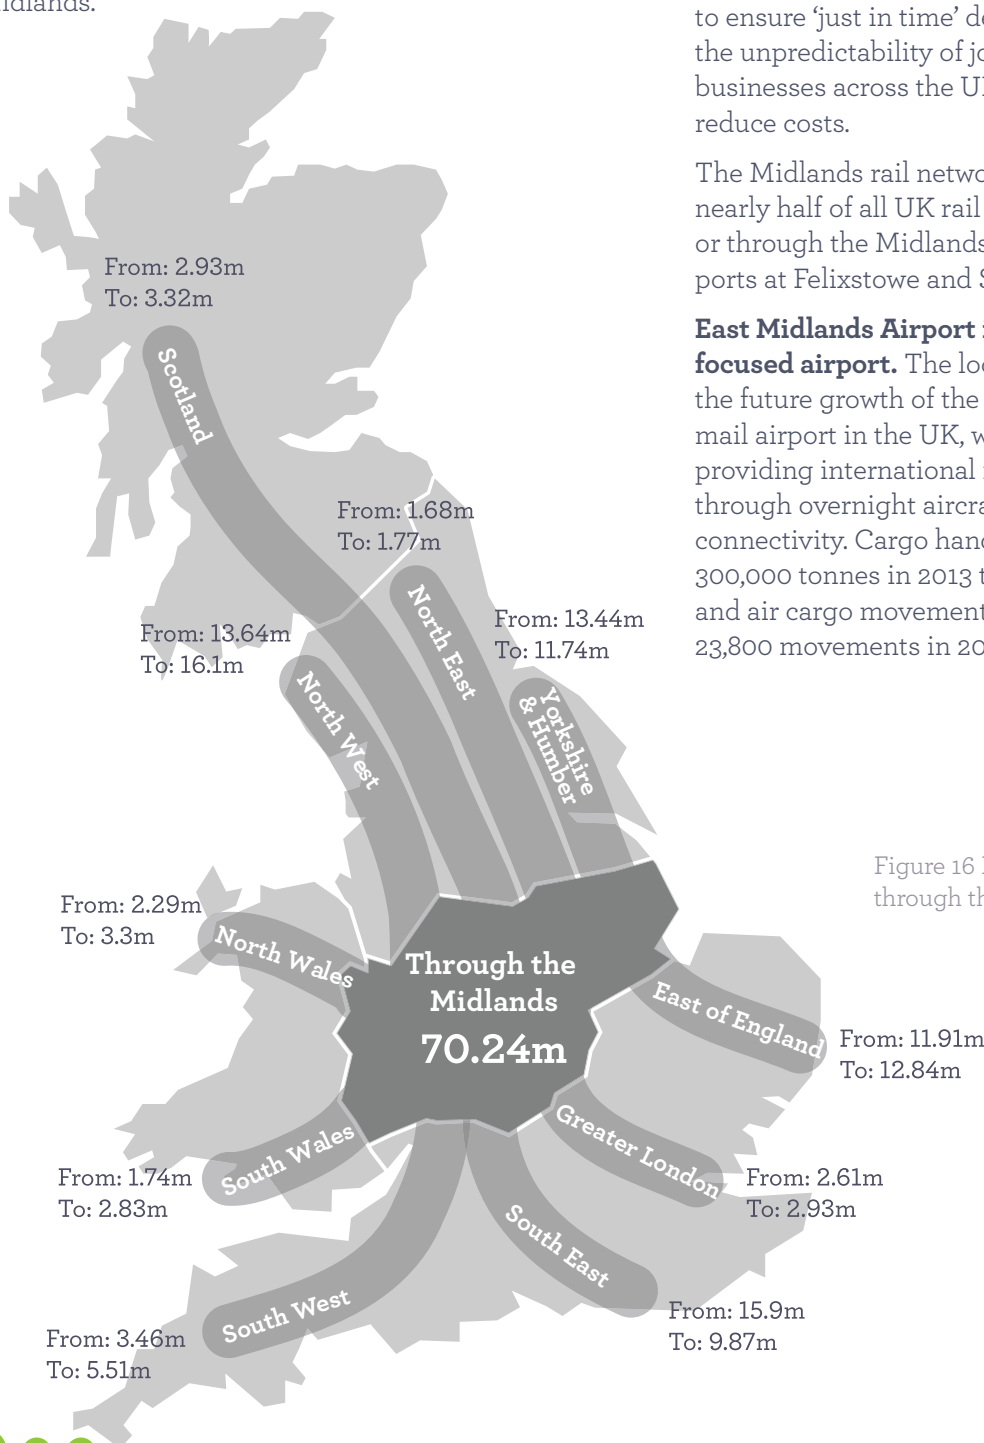 idlands.
to ensure ‘just in time’ de
the unpredictability of jo
businesses across the U
reduce costs.
The Midlands rail netwo
nearly half of all UK rail
or through the Midlands
ports at Felixstowe and S
East Midlands Airport
focused airport. The loc
the future growth of the
mail airport in the UK, w
providing international
through overnight aircra
connectivity. Cargo hand
300,000 tonnes in 2013 t
and air cargo movement
23,800 movements in 20
Figure 16
through th
From: 2.93m
To: 3.32m
Scotland
From: 1.68m
To: 1.77m
North East
From: 13.44m
To: 11.74m
Yorkshire
& Humber
From: 13.64m
To: 16.1m
North West
From: 2.29m
To: 3.3m
North Wales
Through the
Midlands
70.24m
East of England
From: 11.91m
To: 12.84m
Greater London
From: 2.61m
To: 2.93m
South Wales
From: 1.74m
To: 2.83m
South East
From: 15.9m
To: 9.87m
South West
From: 3.46m
To: 5.51m